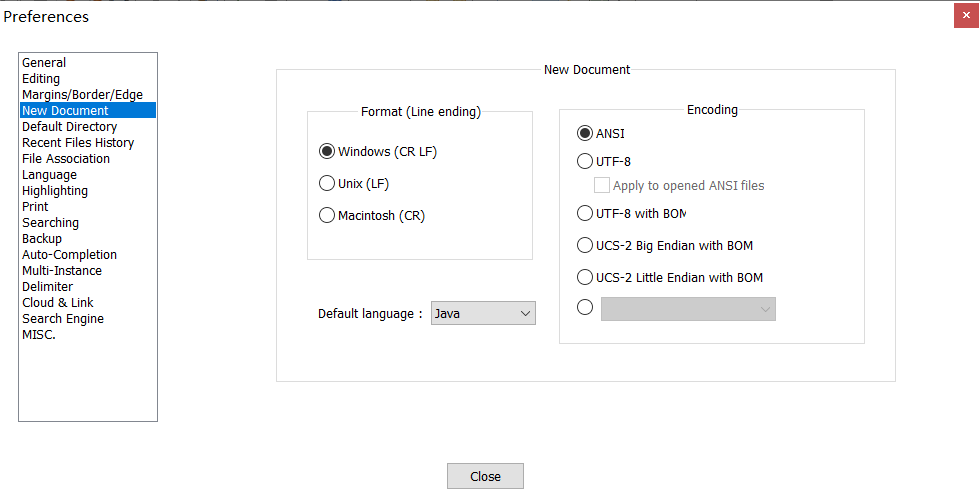 Preferences
General
Editing
Margins/Border/Edge
New Document
Default Directory
Recent Files History
File Association
Language
Highlighting
Print
Searching
Backup
Auto-Completion
Multi-Instance
Delimiter
Cloud & Link
Search Engine
MISC.
New Document
Format (Line ending)
Windows (CR LF)
Unix (LF)
Macintosh (CR)
Default language :
Java
Encoding
ANSI
UTF-8
Apply to opened ANSI files
UTF-8 with BOM
UCS-2 Big Endian with BOM
UCS-2 Little Endian with BOM
Close